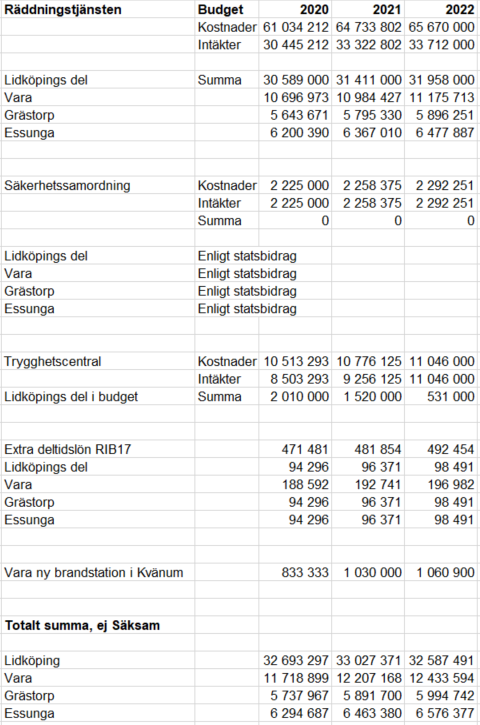 Räddningstjänsten Budget 2020 2021 2022
Kostnader 61 034 212 64 733 802 65 670 000
Intäkter 30 445 212 33 322 802 33 712 000
Lidköpings del Summa 30 589 000 31 411 000 31 958 000
Vara 10 696 973 10 984 427 11 175 713
Grästorp 5 643 671 5 795 330 5 896 251
Essunga 6 200 390 6 367 010 6 477 887
Säkerhetssamordning Kostnader 2 225 000 2 258 375 2 292 251
Intäkter 2 225 000 2 258 375 2 292 251
Summa 0 0 0
Lidköpings del Enligt statsbidrag
Vara Enligt statsbidrag
Grästorp Enligt statsbidrag
Essunga Enligt statsbidrag
Trygghetscentral Kostnader 10 513 293 10 776 125 11 046 000
Intäkter 8 503 293 9 256 125 11 046 000
Lidköpings del i budget Summa 2 010 000 1 520 000 531 000
Extra deltidslön RIB17 471 481 481 854 492 454
Lidköpings del 94 296 96 371 98 491
Vara 188 592 192 741 196 982
Grästorp 94 296 96 371 98 491
Essunga 94 296 96 371 98 491
Vara ny brandstation i Kvänum 833 333 1 030 000 1 060 900
Totalt summa, ej Säksam
Lidköping 32 693 297 33 027 371 32 587 491
Vara 11 718 899 12 207 168 12 433 594
Grästorp 5 737 967 5 891 700 5 994 742
Essunga 6 294 687 6 463 380 6 576 377